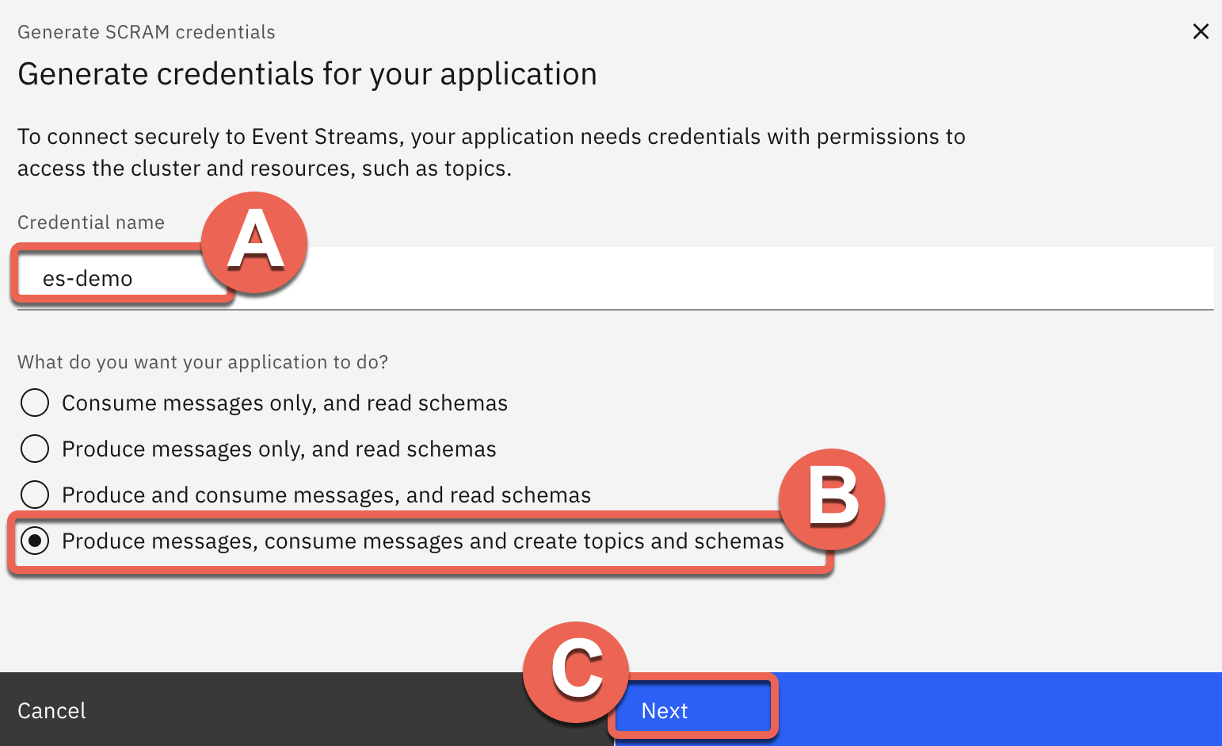 Generate SCRAM credentials
Generate credentials for your application
To connect securely to Event Streams, your application needs credentials with permissions to
access the cluster and resources, such as topics.
Credential name
A
es-demo
What do you want your application to do?
Consume messages only, and read schemas
Produce messages only, and read schemas
Produce and consume messages, and read schemas
B
Produce messages, consume messages and create topics and schemas
C
Cancel
Next